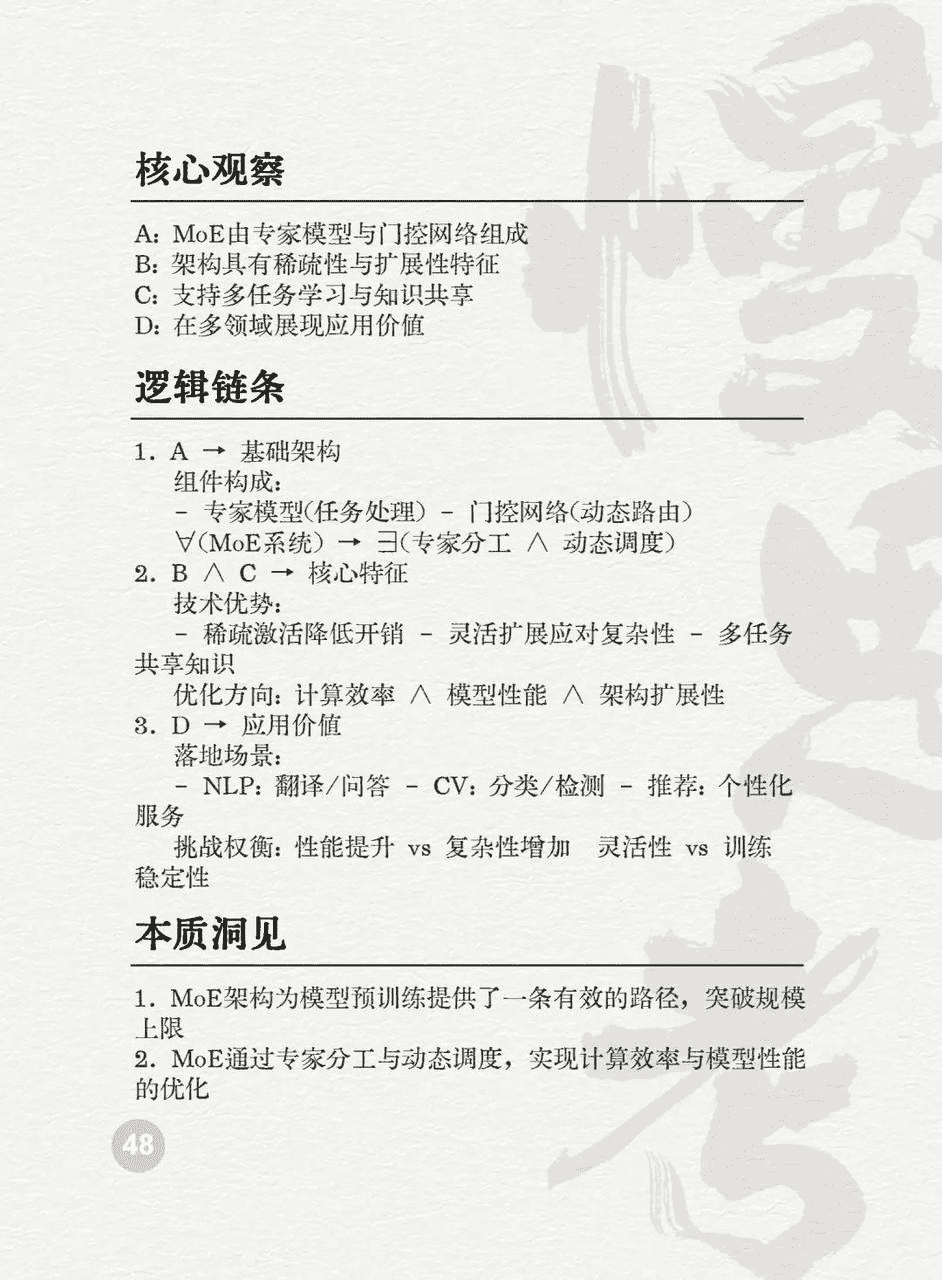 慢思考
核心观察
A: MoE由专家模型与门控网络组成
B: 架构具有稀疏性与扩展性特征
C: 支持多任务学习与知识共享
D: 在多领域展现应用价值
逻辑链条
1. A → 基础架构
组件构成:
- 专家模型(任务处理) - 门控网络(动态路由)
∀(MoE系统) → ∃(专家分工 ∧ 动态调度)
2. B ∧ C → 核心特征
技术优势:
- 稀疏激活降低开销 - 灵活扩展应对复杂性 - 多任务
共享知识
优化方向: 计算效率 ∧ 模型性能 ∧ 架构扩展性
3. D → 应用价值
落地场景:
- NLP: 翻译/问答 - CV: 分类/检测 - 推荐: 个性化
服务
挑战权衡: 性能提升 vs 复杂性增加 灵活性 vs 训练
稳定性
本质洞见
1. MoE架构为模型预训练提供了一条有效的路径，突破规模
上限
2. MoE通过专家分工与动态调度，实现计算效率与模型性能
的优化
48